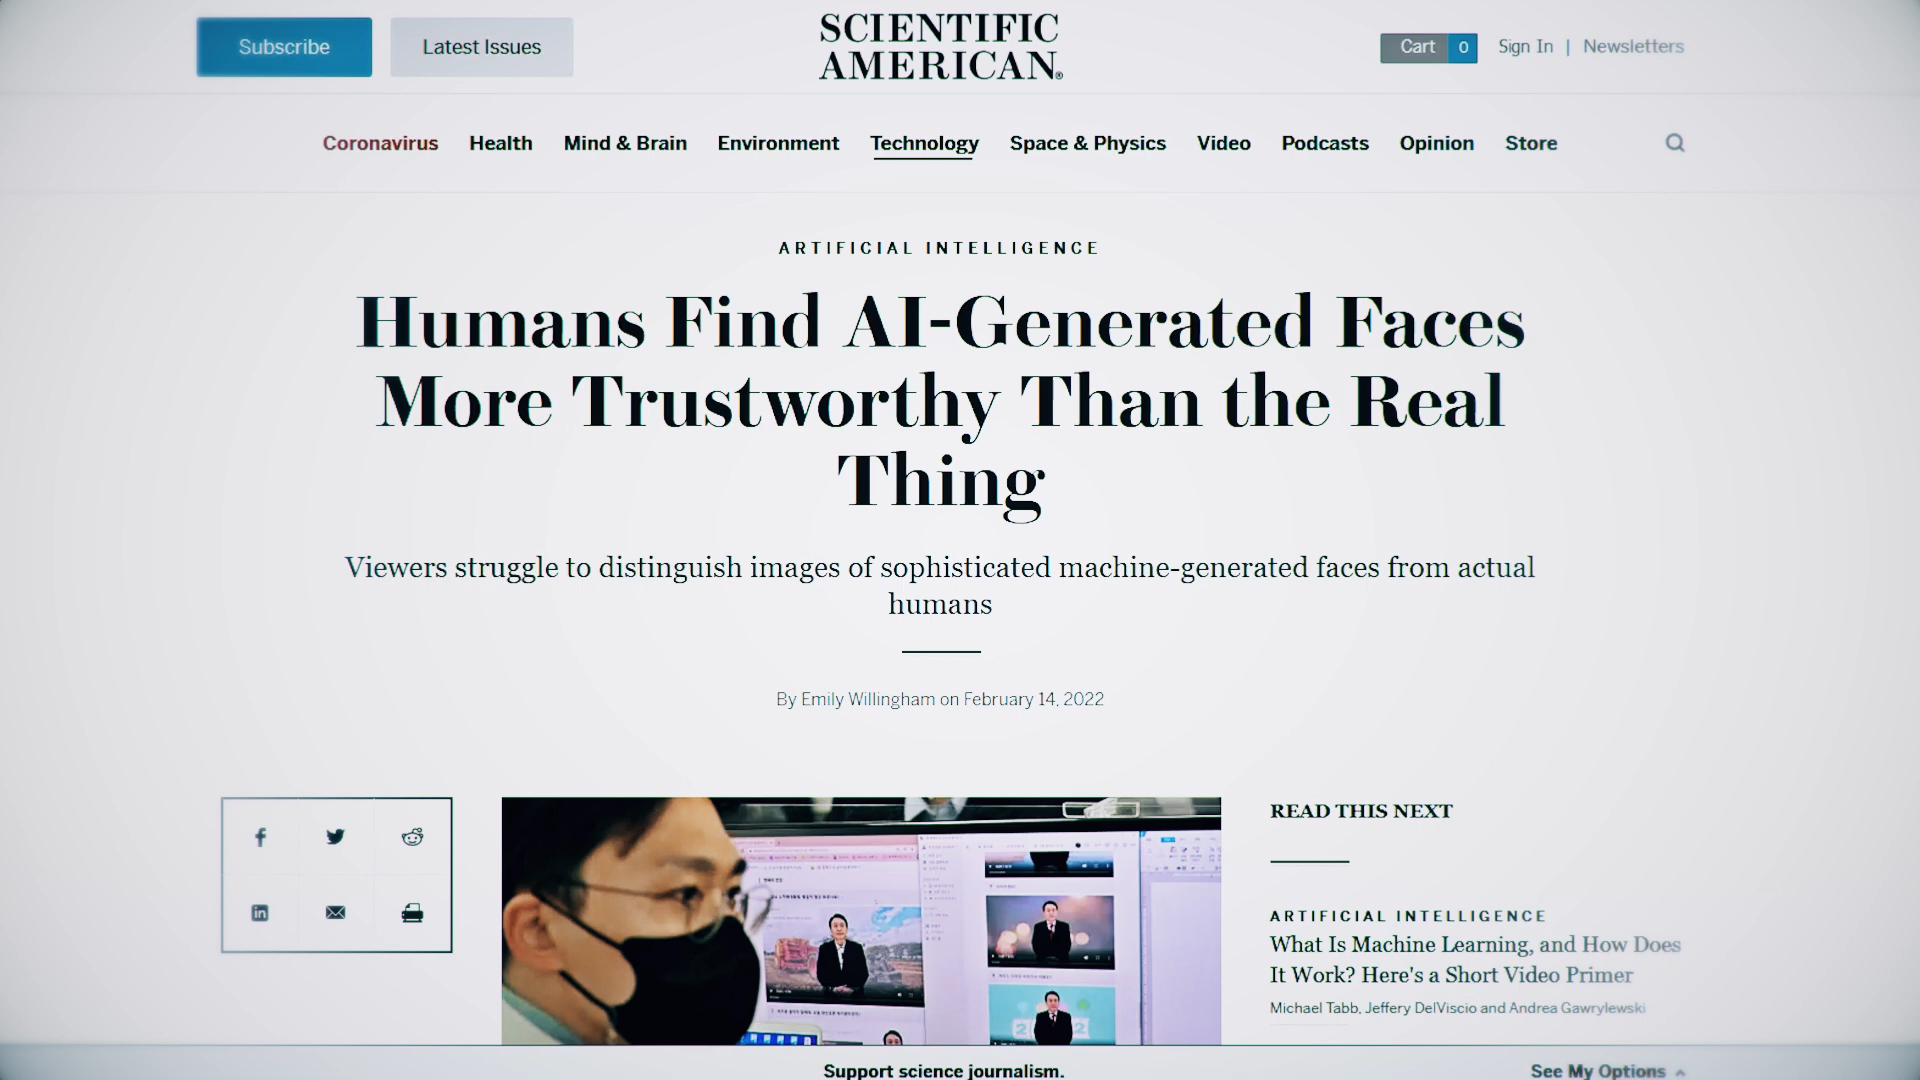 Subscribe
Latest Issues
SCIENTIFIC
AMERICAN®
Cart 0
Sign In | Newsletters
Coronavirus Health Mind & Brain Environment Technology Space & Physics Video Podcasts Opinion Store
ARTIFICIAL INTELLIGENCE
Humans Find AI-Generated Faces
More Trustworthy Than the Real
Thing
Viewers struggle to distinguish images of sophisticated machine-generated faces from actual
humans
By Emily Willingham on February 14, 2022
READ THIS NEXT
ARTIFICIAL INTELLIGENCE
What Is Machine Learning, and How Does
It Work? Here's a Short Video Primer
Michael Tabb, Jeffery DelViscio and Andrea Gawrylewski
Support science journalism.
See My Options